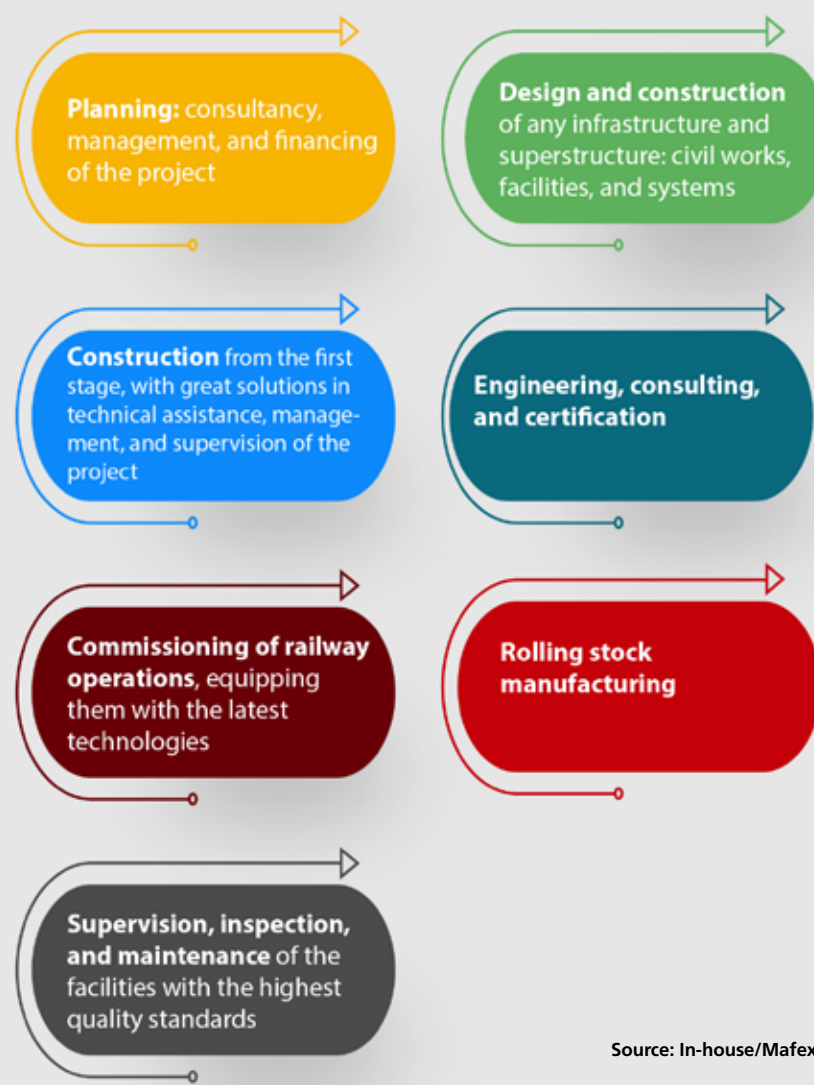 Planning: consultancy,
management, and financing
of the project
Design and construction
of any infrastructure and
superstructure: civil works,
facilities, and systems
Construction from the first
stage, with great solutions in
technical assistance, manage-
ment, and supervision of the
project
Engineering, consulting,
and certification
Commissioning of railway
operations, equipping
them with the latest
technologies
Rolling stock
manufacturing
Supervision, inspection,
and maintenance of the
facilities with the highest
quality standards
Source: In-house/Mafex